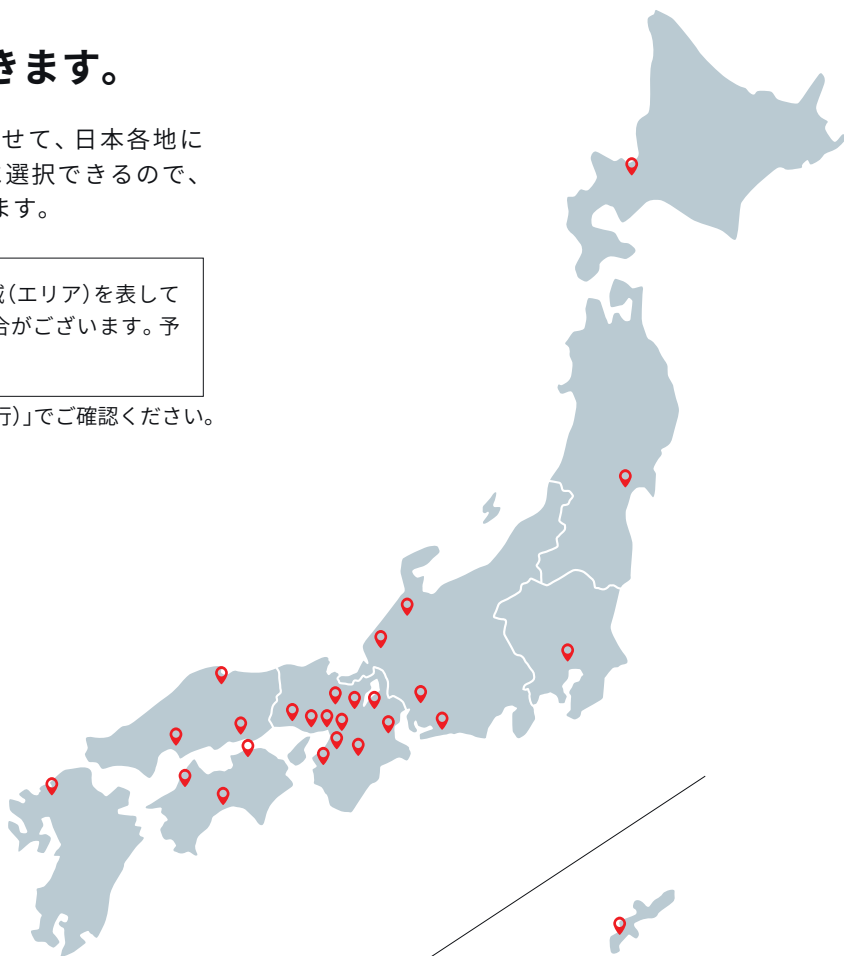 きます。
せて、日本各地に
選択できるので、
ます。
(エリア)を表して
合がございます。予
行)」でご確認ください。